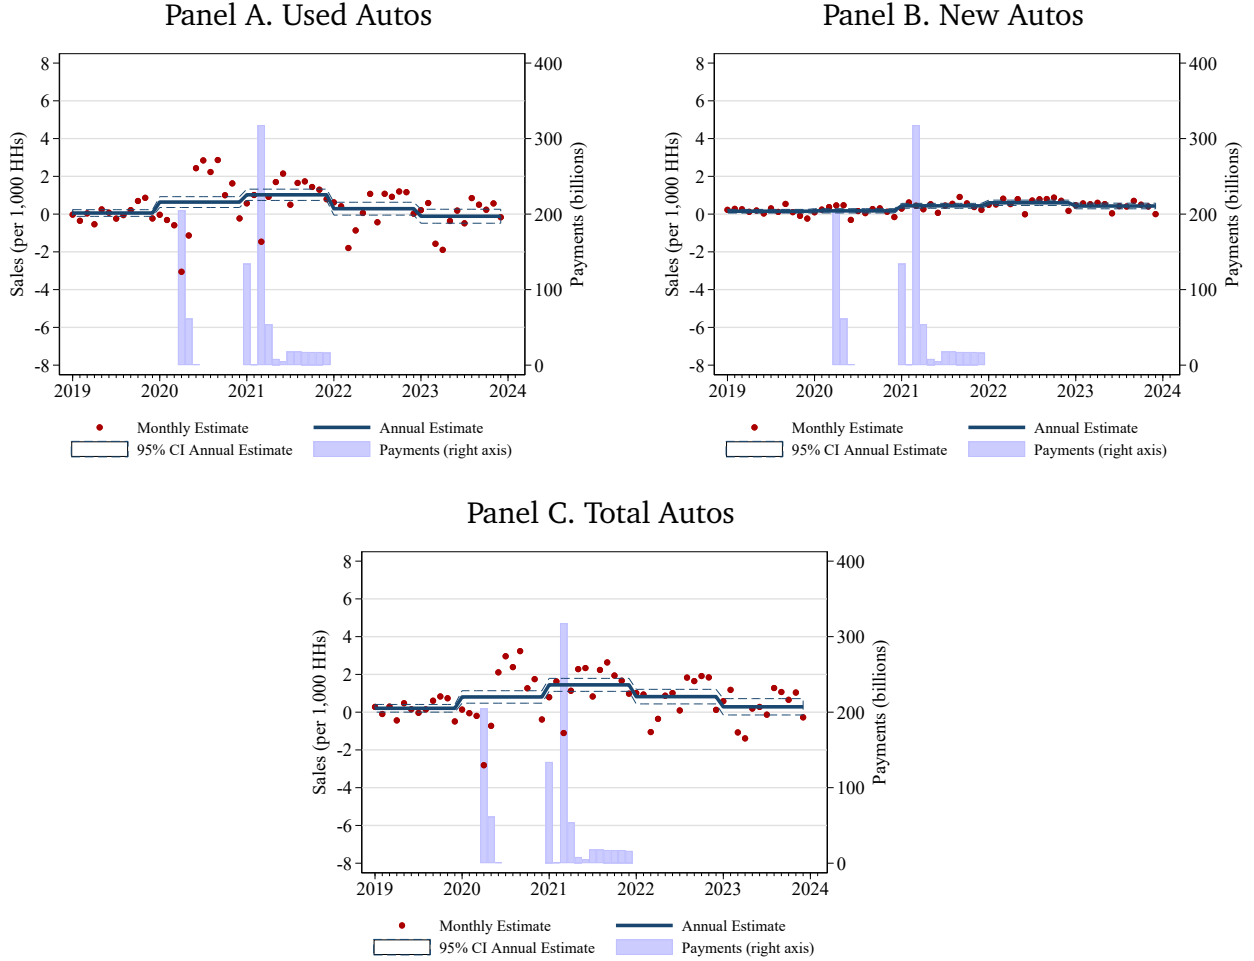 Panel A. Used Autos
8
6
4
2
0
-2
-4
-6
-8
Sales (per 1,000 HHs)
400
300
200
100
0
Payments (billions)
2019 2020 2021 2022 2023 2024
Monthly Estimate Annual Estimate
95% CI Annual Estimate Payments (right axis)
Panel B. New Autos
8
6
4
2
0
-2
-4
-6
-8
Sales (per 1,000 HHs)
400
300
200
100
0
Payments (billions)
2019 2020 2021 2022 2023 2024
Monthly Estimate Annual Estimate
95% CI Annual Estimate Payments (right axis)
Panel C. Total Autos
8
6
4
2
0
-2
-4
-6
-8
Sales (per 1,000 HHs)
400
300
200
100
0
Payments (billions)
2019 2020 2021 2022 2023 2024
Monthly Estimate Annual Estimate
95% CI Annual Estimate Payments (right axis)